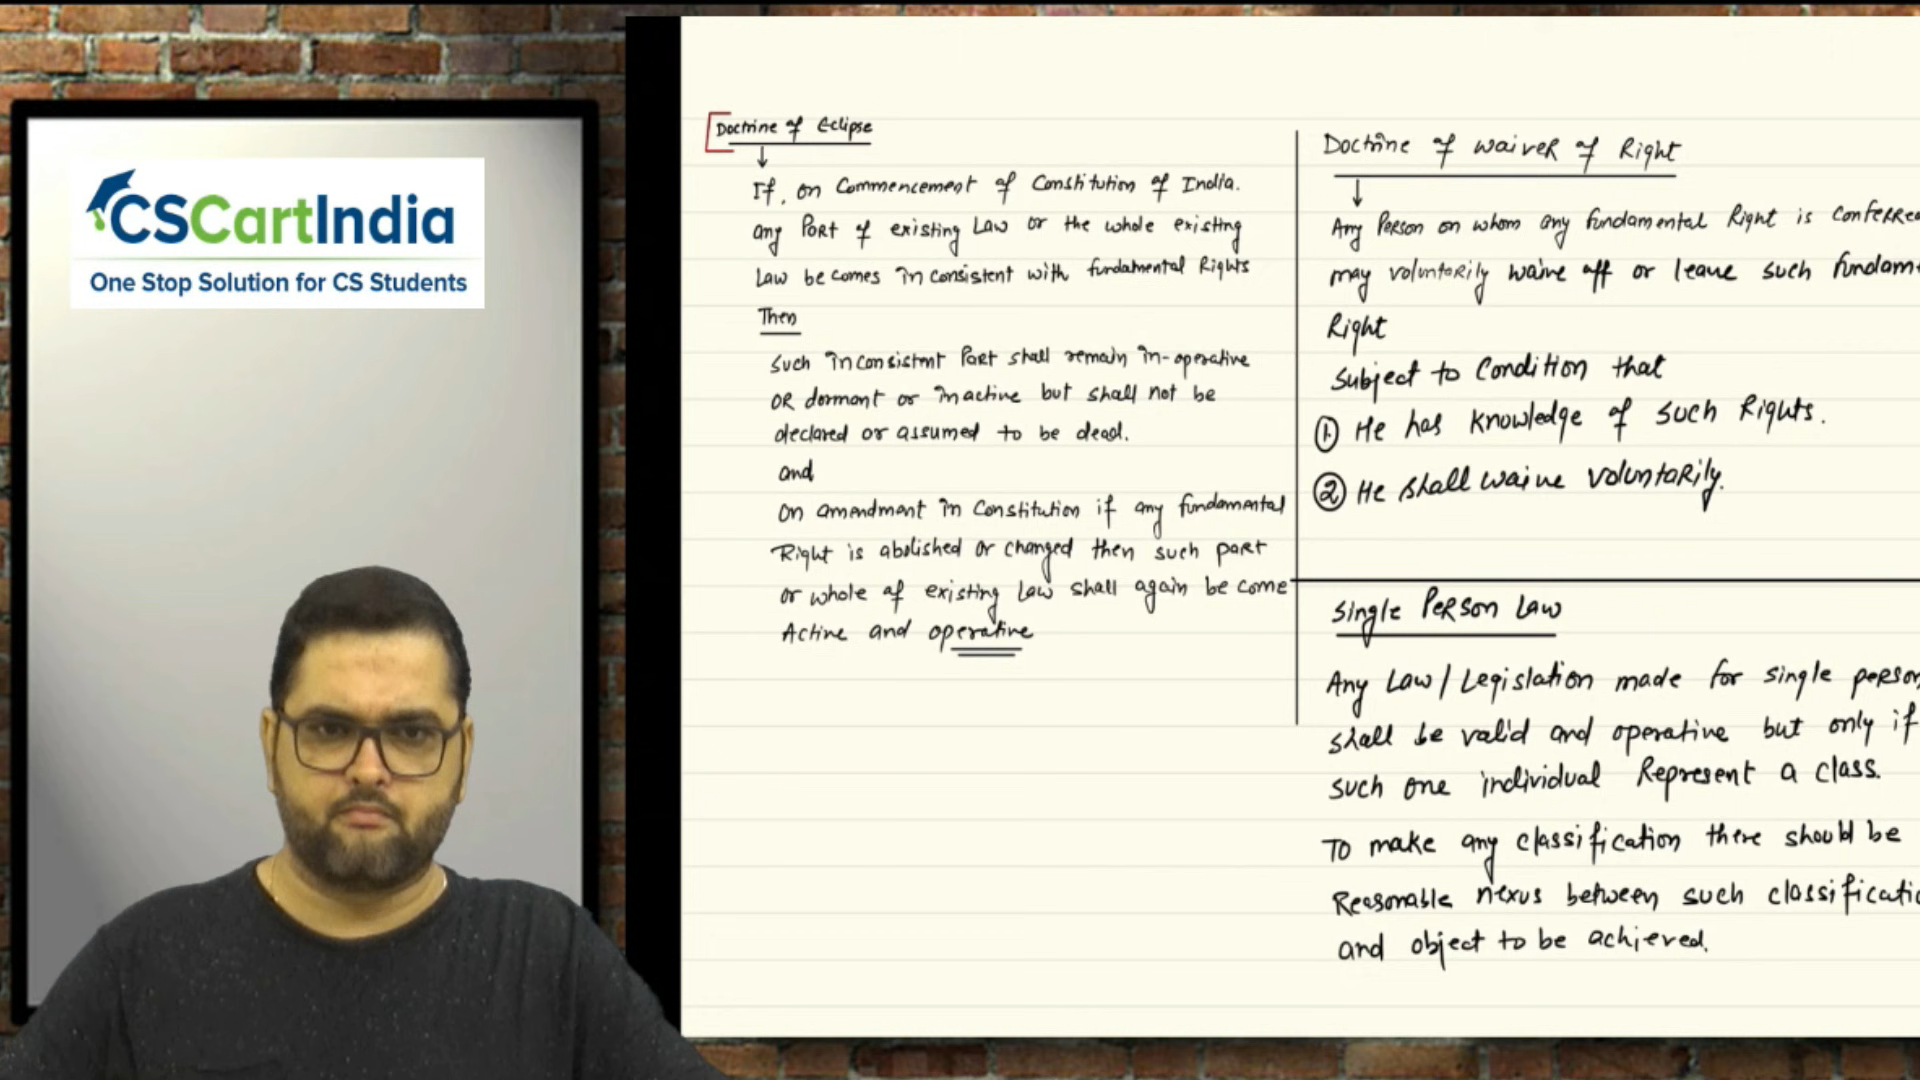 CSCartIndia
One Stop Solution for CS Students
Doctrine of Eclipse
If, on Commencement of Constitution of India.
any Part of existing Law or the whole existing
Law becomes inconsistent with fundamental Rights
Then
Such inconsistent Part shall remain in-operative
OR dormant or inactive but shall not be
declared or assumed to be dead.
and
On amendment in Constitution if any fundamental
Right is abolished or changed then such part
or whole of existing Law shall again become
Active and operative
Doctrine of Waiver of Right
Any Person on whom any fundamental Right is Conferred
may voluntarily waive off or leave such fundam
Right
Subject to Condition that
1. He has Knowledge of Such Rights.
2 He shall waive voluntarily.
Single Person Law
Any Law/Legislation made for single person
shall be valid and operative but only if
such one individual Represent a class.
To make any classification there should be
Reasonable nexus between such classificatio
and object to be achieved.